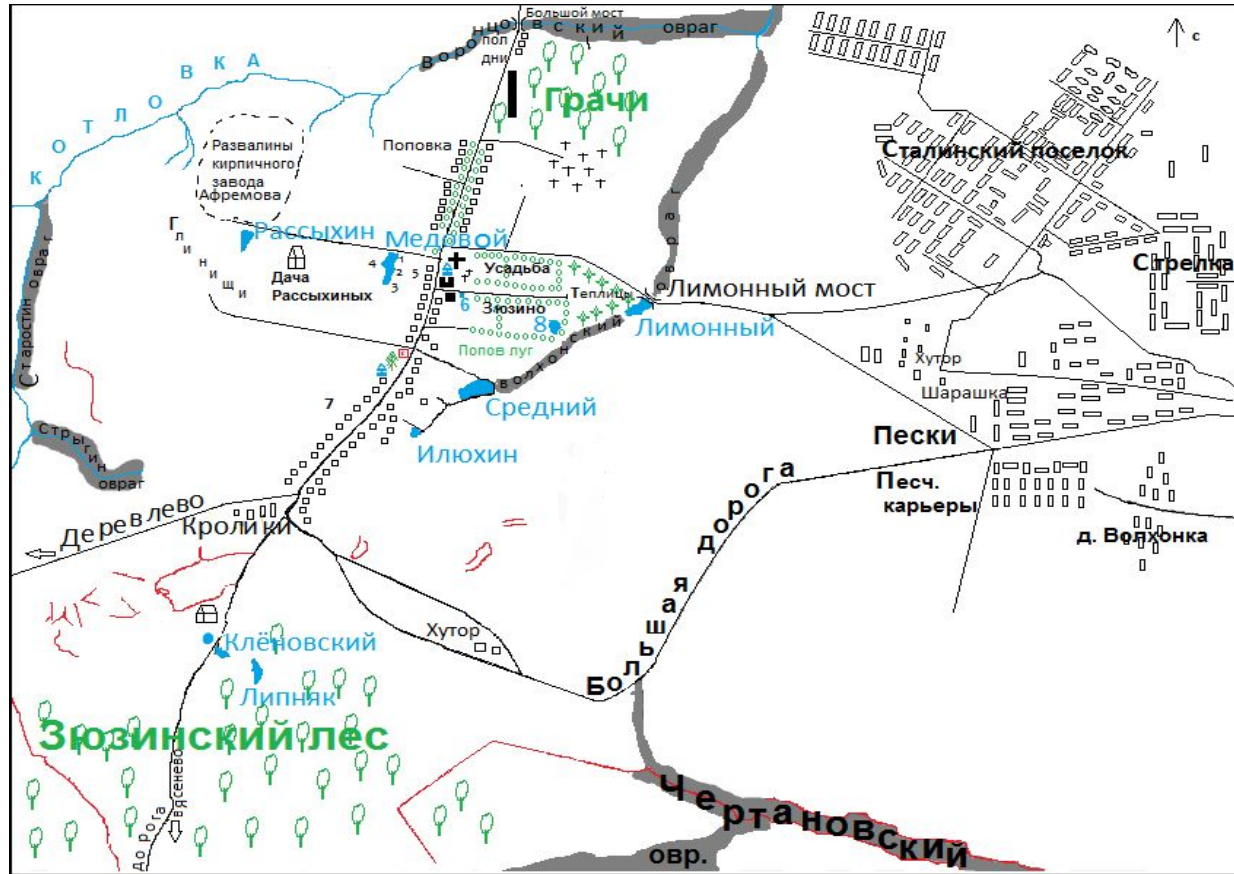 Большой мост
Воронцовский овраг
пол
дни
с
КОТЛОВКА
Грачи
Развалины
кирпичного
завода
Афремова
Поповка
Сталинский поселок
Глинищи
Рассыхин
Медовой
Усадьба
Стрелка
Дача
Рассыхиных
4
1
2
3
5
Теплицы
Лимонный мост
Зюзино
6
8
Лимонный
Старостин овраг
Попов луг
волхонский овраг
Хутор
Шарашка
7
Средний
Илюхин
Пески
Стрыгин
овраг
Деревлево
Кролики
Песч.
карьеры
д. Волхонка
Большая дорога
Хутор
Клёновский
Липняк
Зюзинский лес
Дорога
вЯсенево
Чертановский
овр.